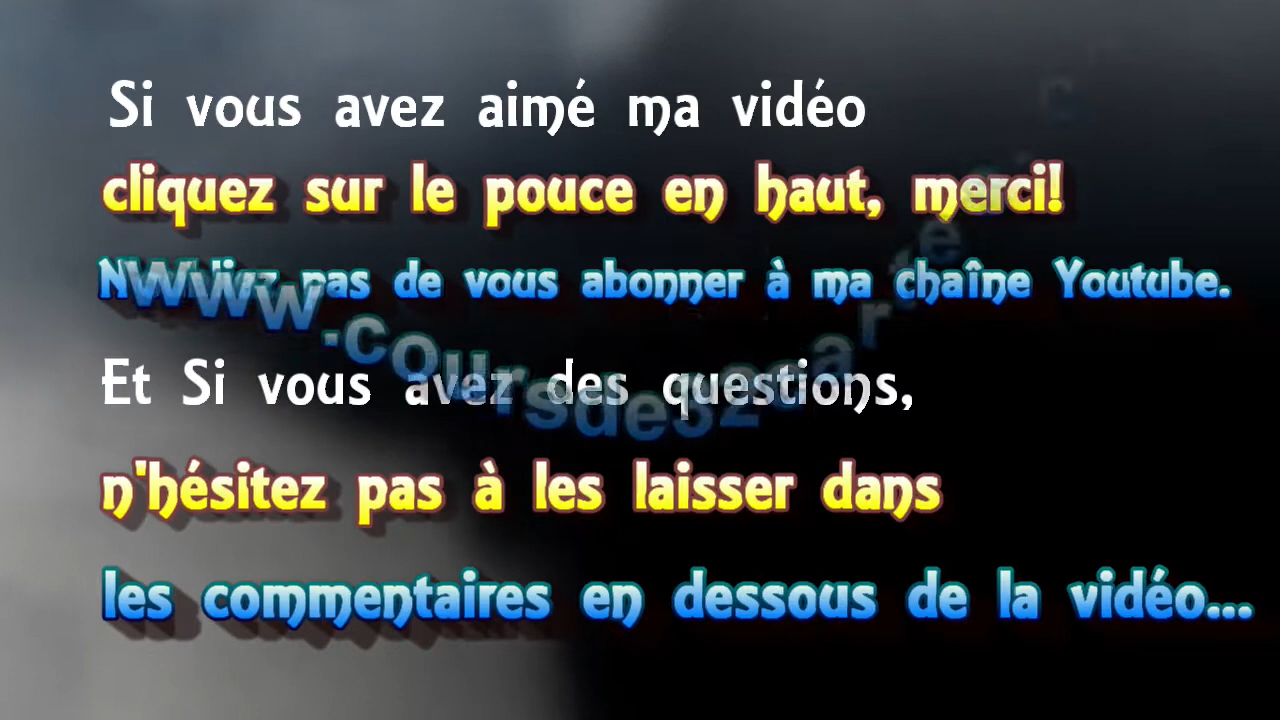 Si vous avez aimé ma vidéo
cliquez sur le pouce en haut, merci!
pas de vous abonner à ma chaîne Youtube.
Et Si vous avez des questions,
n'hésitez pas à les laisser dans
les commentaires en dessous de la vidéo...